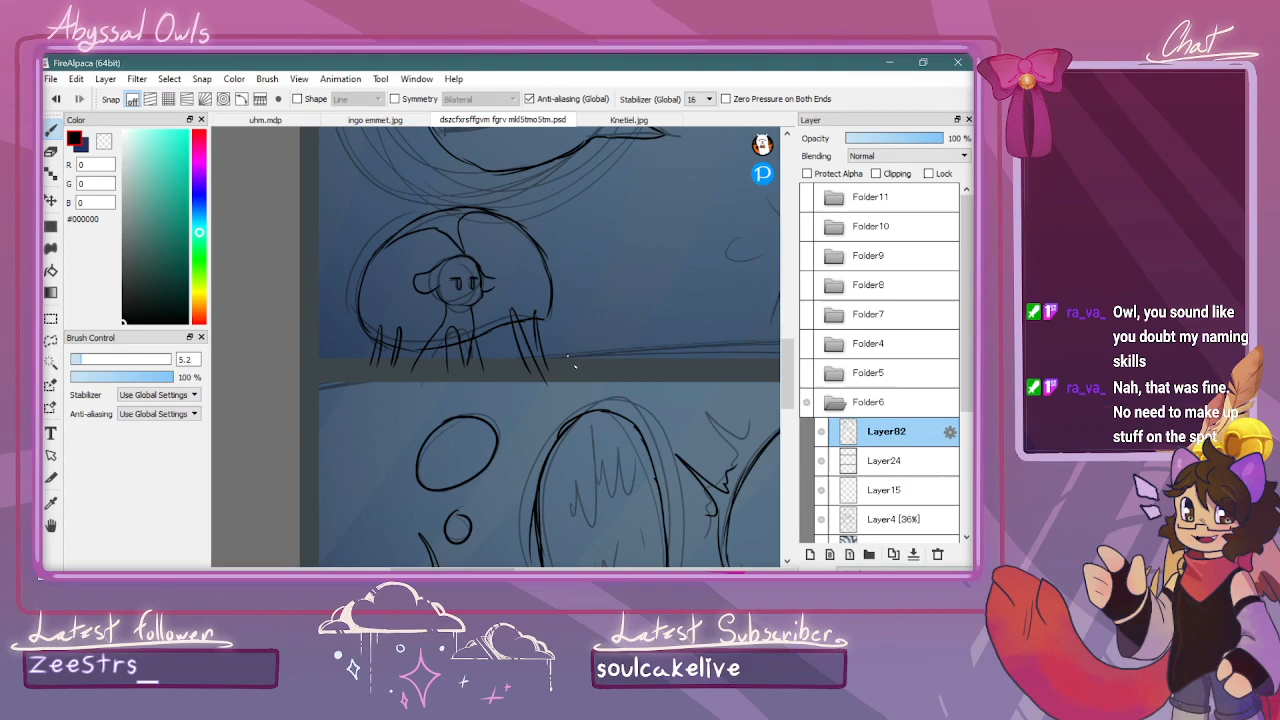 Abyssal Owls
Chat
FireAlpaca (64bit)
File Edit Layer Filter Select Snap Color Brush View Animation Tool Window Help
Snap off Shape Line Symmetry Bilateral Anti-aliasing (Global) Stabilizer (Global) 16 Zero Pressure on Both Ends
Color
uhm.mdp ingo emmet.jpg dszcfxrsffgvm fgrv mkl5tmo5tm.psd Knetiel.jpg
Layer
Opacity 100 %
Blending Normal
Protect Alpha Clipping Lock
R 0
G 0
B 0
#000000
Folder11
Folder10
Folder9
Folder8
Folder7
Folder4
Folder5
Folder6
Layer82
Layer24
Layer15
Layer4 [36%]
Brush Control
5.2
100 %
Stabilizer Use Global Settings
Anti-aliasing Use Global Settings
ra_va_ Owl, you sound like
you doubt my naming
skills
ra_va_ Nah, that was fine.
No need to make up
stuff on the spot
Latest follower
zeeStrs_
Latest Subscriber
soulcakelive